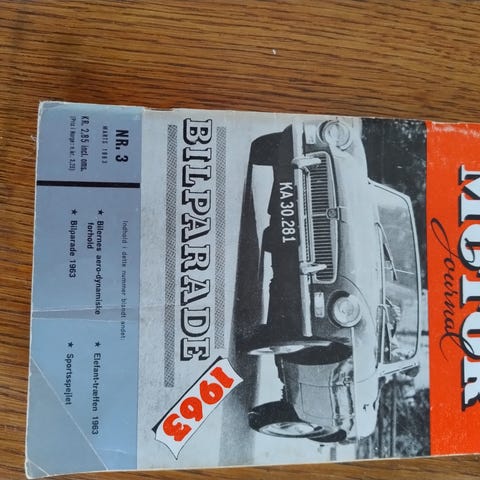 MOTOR
Journal
KA 30.281
BILPARADE
1963
NR. 3
MARTS 1963
KR. 2,85 incl. oms.
Indhold i dette nummer blandt andet:
★ Bilernes aero-dynamiske
forhold
★ Bilparade 1963
★ Elefant-træffen 1963
★ Sportsspejlet